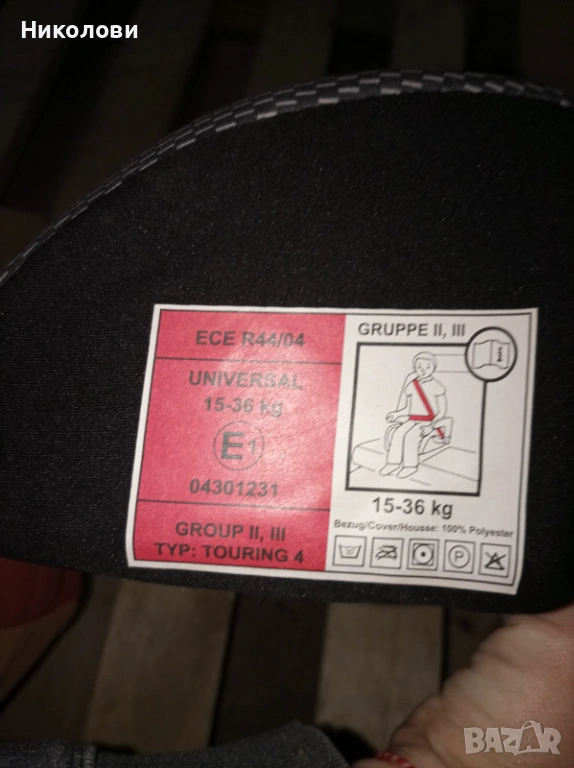 Николови
ECE R44/04
UNIVERSAL
15-36 kg
E1
04301231
GROUP II, III
TYP: TOURING 4
GRUPPE II, III
i
15-36 kg
Bezug/Cover/Housse: 100% Polyester
P
BAZAR